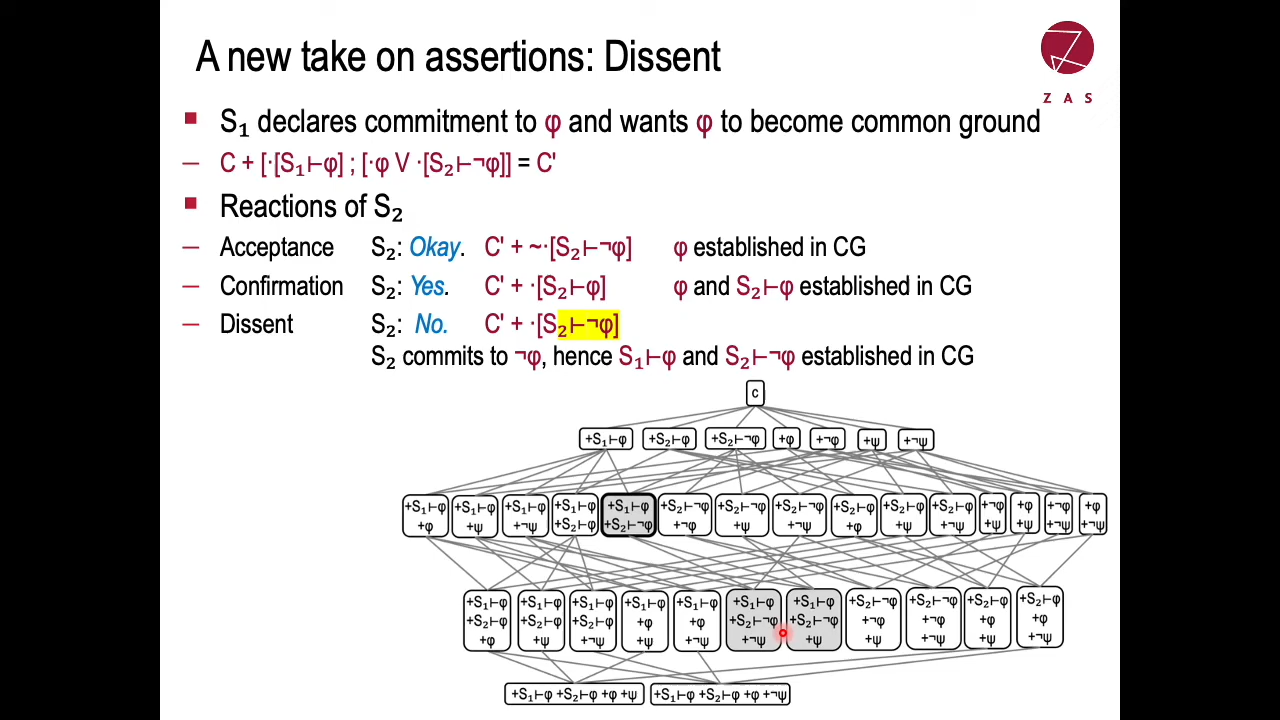 A new take on assertions: Dissent
Z A S
▪ S₁ declares commitment to φ and wants φ to become common ground
– C + [·[S₁⊢φ] ; [·φ V ·[S₂⊢¬φ]] = C'
▪ Reactions of S₂
– Acceptance S₂: Okay. C' + ~·[S₂⊢¬φ] φ established in CG
– Confirmation S₂: Yes. C' + ·[S₂⊢φ] φ and S₂⊢φ established in CG
– Dissent S₂: No. C' + ·[S₂⊢¬φ]
S₂ commits to ¬φ, hence S₁⊢φ and S₂⊢¬φ established in CG
c
+S₁⊢φ +S₂⊢φ +S₂⊢¬φ +φ +¬φ +ψ +¬ψ
+S₁⊢φ +S₁⊢φ +S₁⊢φ +S₁⊢φ +S₁⊢φ +S₂⊢¬φ +S₂⊢¬φ +S₂⊢¬φ +S₂⊢φ +S₂⊢φ +S₂⊢φ +¬φ +φ +¬φ +φ
+φ +ψ +¬ψ +S₂⊢φ +S₂⊢¬φ +¬φ +ψ +¬ψ +φ +ψ +¬ψ +ψ +ψ +¬ψ +¬ψ
+S₁⊢φ +S₁⊢φ +S₁⊢φ +S₁⊢φ +S₁⊢φ +S₁⊢φ +S₁⊢φ +S₂⊢¬φ +S₂⊢¬φ +S₂⊢φ +S₂⊢φ
+S₂⊢φ +S₂⊢φ +S₂⊢φ +φ +φ +S₂⊢¬φ +S₂⊢¬φ +¬φ +¬φ +φ +φ
+φ +ψ +¬ψ +ψ +¬ψ +¬ψ +ψ +ψ +¬ψ +ψ +¬ψ
+S₁⊢φ +S₂⊢φ +φ +ψ +S₁⊢φ +S₂⊢φ +φ +¬ψ